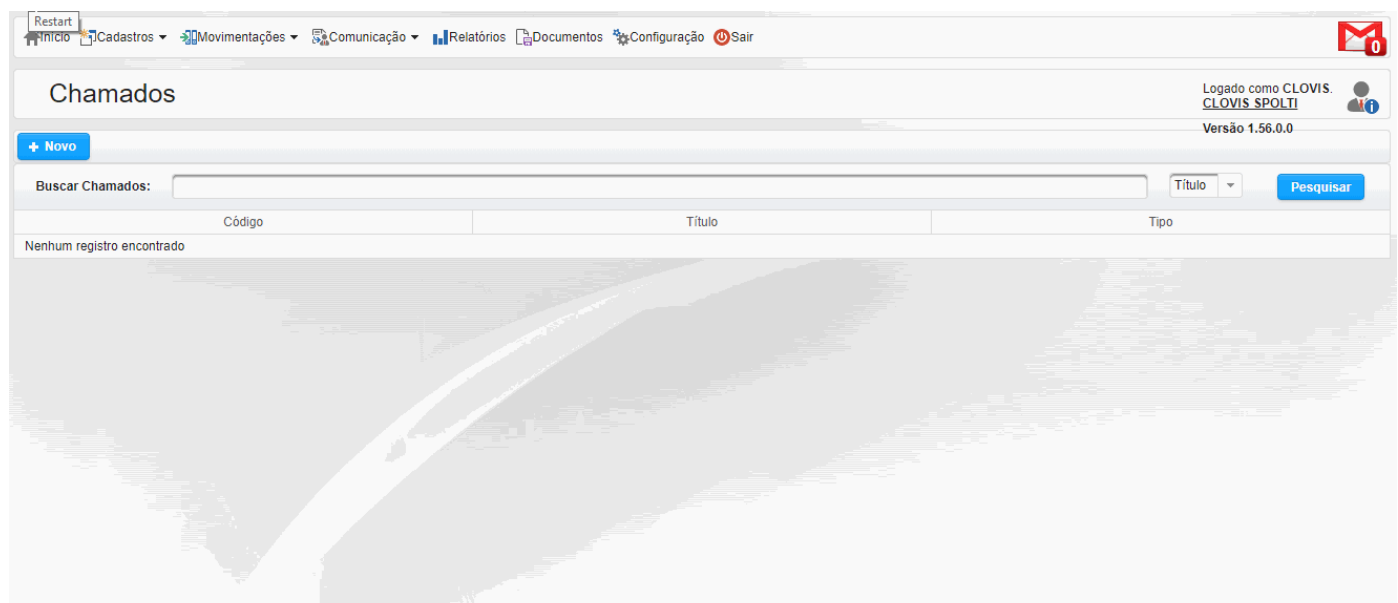 Restart
Início Cadastros Movimentações Comunicação Relatórios Documentos Configuração Sair
0
Chamados
Logado como CLOVIS.
CLOVIS SPOLTI
Versão 1.56.0.0
+ Novo
Buscar Chamados: Título Pesquisar
Código Título Tipo
Nenhum registro encontrado